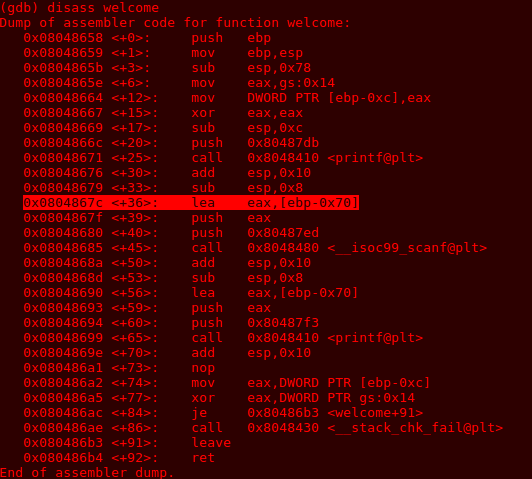 (gdb) disass welcome
Dump of assembler code for function welcome:
   0x08048658 <+0>:     push   ebp
   0x08048659 <+1>:     mov    ebp,esp
   0x0804865b <+3>:     sub    esp,0x78
   0x0804865e <+6>:     mov    eax,gs:0x14
   0x08048664 <+12>:    mov    DWORD PTR [ebp-0xc],eax
   0x08048667 <+15>:    xor    eax,eax
   0x08048669 <+17>:    sub    esp,0xc
   0x0804866c <+20>:    push   0x80487db
   0x08048671 <+25>:    call   0x8048410 <printf@plt>
   0x08048676 <+30>:    add    esp,0x10
   0x08048679 <+33>:    sub    esp,0x8
   0x0804867c <+36>:    lea    eax,[ebp-0x70]
   0x0804867f <+39>:    push   eax
   0x08048680 <+40>:    push   0x80487ed
   0x08048685 <+45>:    call   0x8048480 <__isoc99_scanf@plt>
   0x0804868a <+50>:    add    esp,0x10
   0x0804868d <+53>:    sub    esp,0x8
   0x08048690 <+56>:    lea    eax,[ebp-0x70]
   0x08048693 <+59>:    push   eax
   0x08048694 <+60>:    push   0x80487f3
   0x08048699 <+65>:    call   0x8048410 <printf@plt>
   0x0804869e <+70>:    add    esp,0x10
   0x080486a1 <+73>:    nop
   0x080486a2 <+74>:    mov    eax,DWORD PTR [ebp-0xc]
   0x080486a5 <+77>:    xor    eax,DWORD PTR gs:0x14
   0x080486ac <+84>:    je     0x80486b3 <welcome+91>
   0x080486ae <+86>:    call   0x8048430 <__stack_chk_fail@plt>
   0x080486b3 <+91>:    leave
   0x080486b4 <+92>:    ret
End of assembler dump.